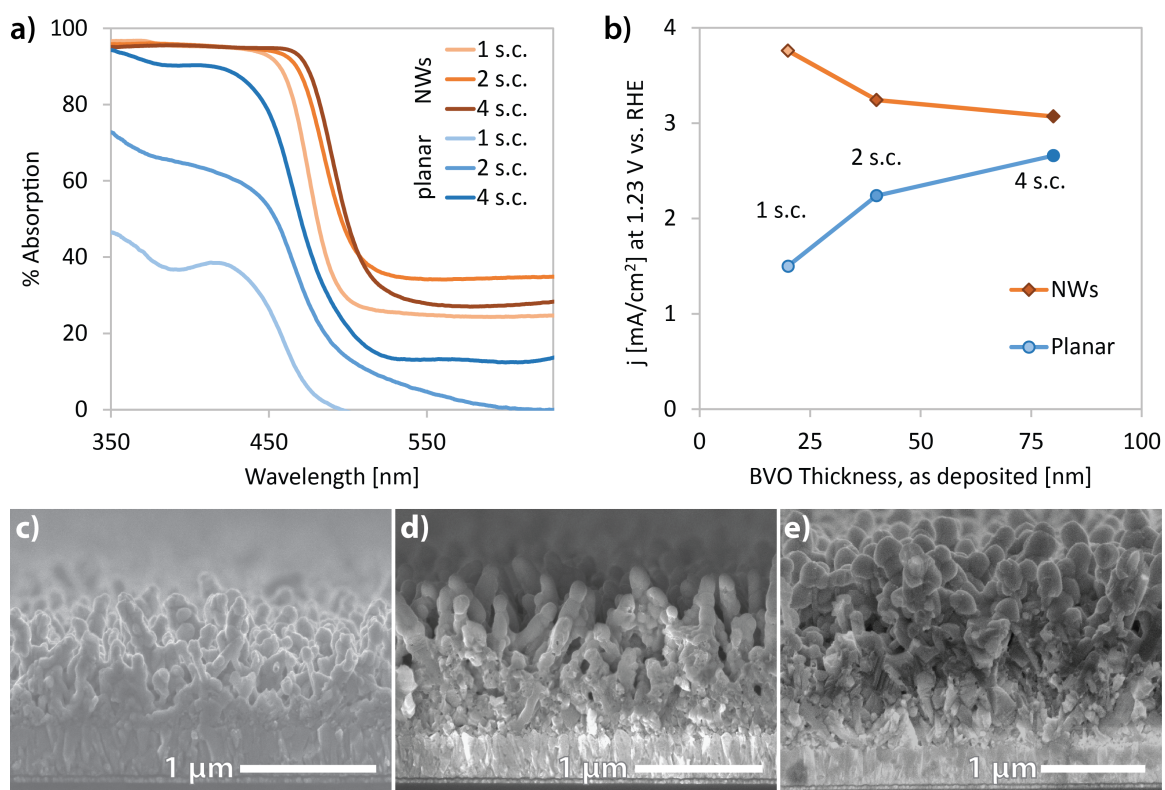 a)
100
80
60
40
20
0
% Absorption
350
450
550
Wavelength [nm]
NWs
1 s.c.
2 s.c.
4 s.c.
planar
1 s.c.
2 s.c.
4 s.c.
b)
4
3
2
1
0
j [mA/cm²] at 1.23 V vs. RHE
1 s.c.
2 s.c.
4 s.c.
NWs
Planar
0
25
50
75
100
BVO Thickness, as deposited [nm]
c)
1 µm
d)
1 µm
e)
1 µm